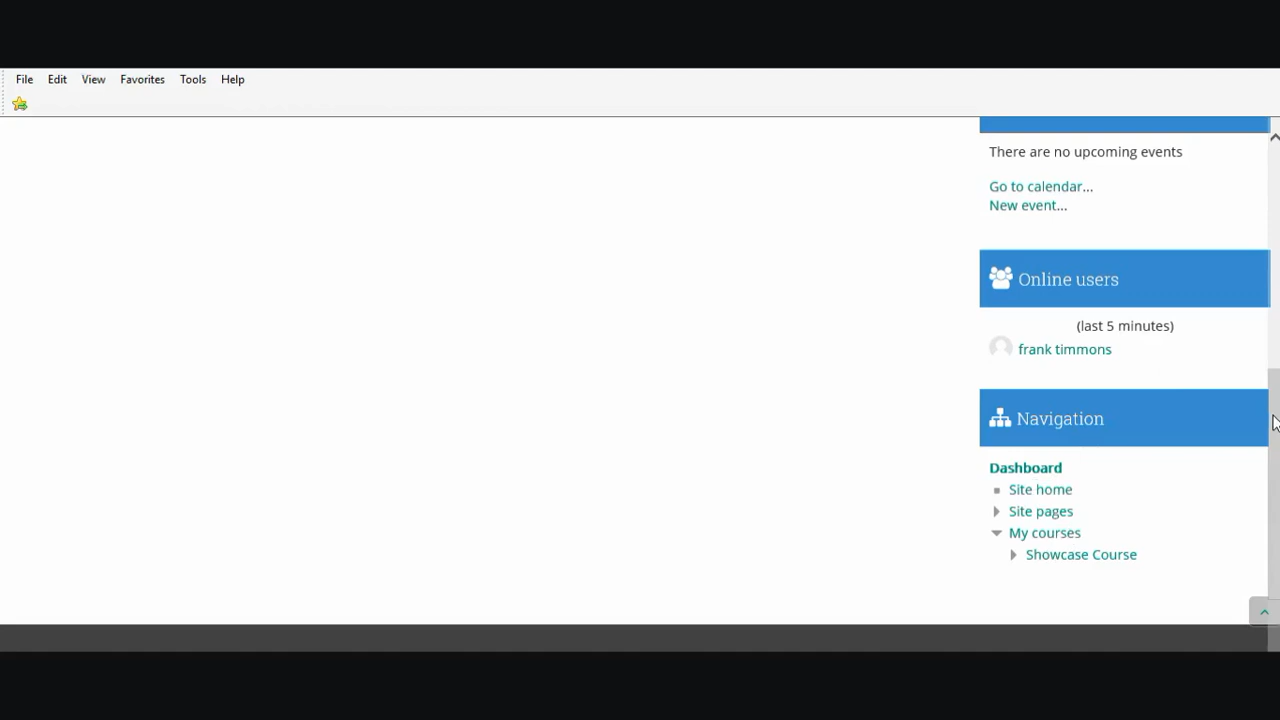 File Edit View Favorites Tools Help
There are no upcoming events
Go to calendar...
New event...
Online users
(last 5 minutes)
frank timmons
Navigation
Dashboard
Site home
Site pages
My courses
Showcase Course